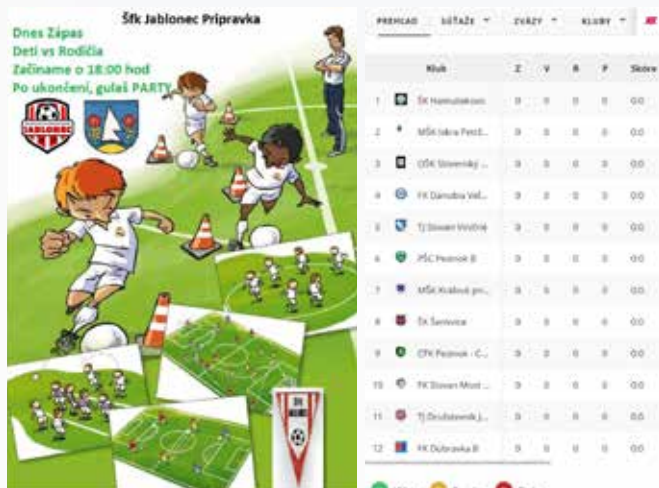 Šfk Jablonec Pripravka
Dnes Zápas
Deti vs Rodičia
Začíname o 18:00 hod
Po ukončení, gulaš PARTY
JABLONEC
PREHĽAD SÚŤAŽE ZVÄZY KLUBY
Klub Z V R P Skóre
1 ŠK Hamuliakovo 0 0 0 0 0:0
2 MŠK Iskra Petrž... 0 0 0 0 0:0
3 OŠK Slovenský ... 0 0 0 0 0:0
4 FK Danubia Veľ... 0 0 0 0 0:0
5 TJ Slovan Viničné 0 0 0 0 0:0
6 PŠC Pezinok B 0 0 0 0 0:0
7 MŠK Kráľová pri... 0 0 0 0 0:0
8 ŠK Šenkvice 0 0 0 0 0:0
9 CFK Pezinok - C... 0 0 0 0 0:0
10 FK Slovan Most ... 0 0 0 0 0:0
11 TJ Družstevník J... 0 0 0 0 0:0
12 FK Dúbravka B 0 0 0 0 0:0